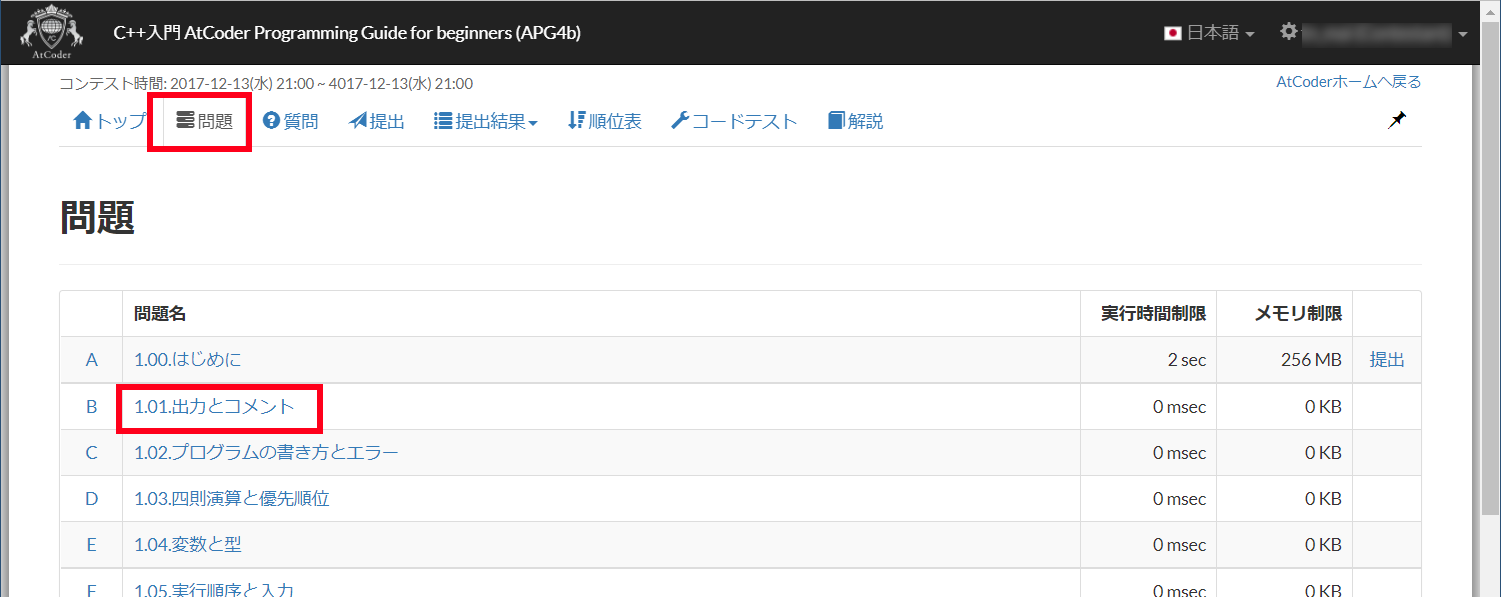 C++入門 AtCoder Programming Guide for beginners (APG4b) 日本語
AtCoder
コンテスト時間: 2017-12-13(水) 21:00 ~ 4017-12-13(水) 21:00 AtCoderホームへ戻る
トップ 問題 質問 提出 提出結果 順位表 コードテスト 解説
問題
問題名 実行時間制限 メモリ制限
A 1.00.はじめに 2 sec 256 MB 提出
B 1.01.出力とコメント 0 msec 0 KB
C 1.02.プログラムの書き方とエラー 0 msec 0 KB
D 1.03.四則演算と優先順位 0 msec 0 KB
E 1.04.変数と型 0 msec 0 KB
F 1.05.実行順序と入力 0 msec 0 KB